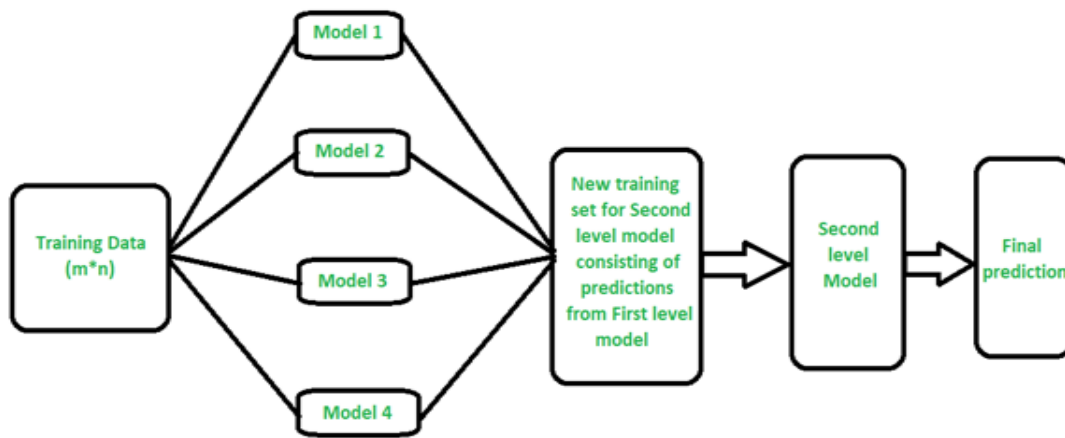 Training Data
(m*n)
Model 1
Model 2
Model 3
Model 4
New training
set for Second
level model
consisting of
predictions
from First level
model
Second
level
Model
Final
prediction